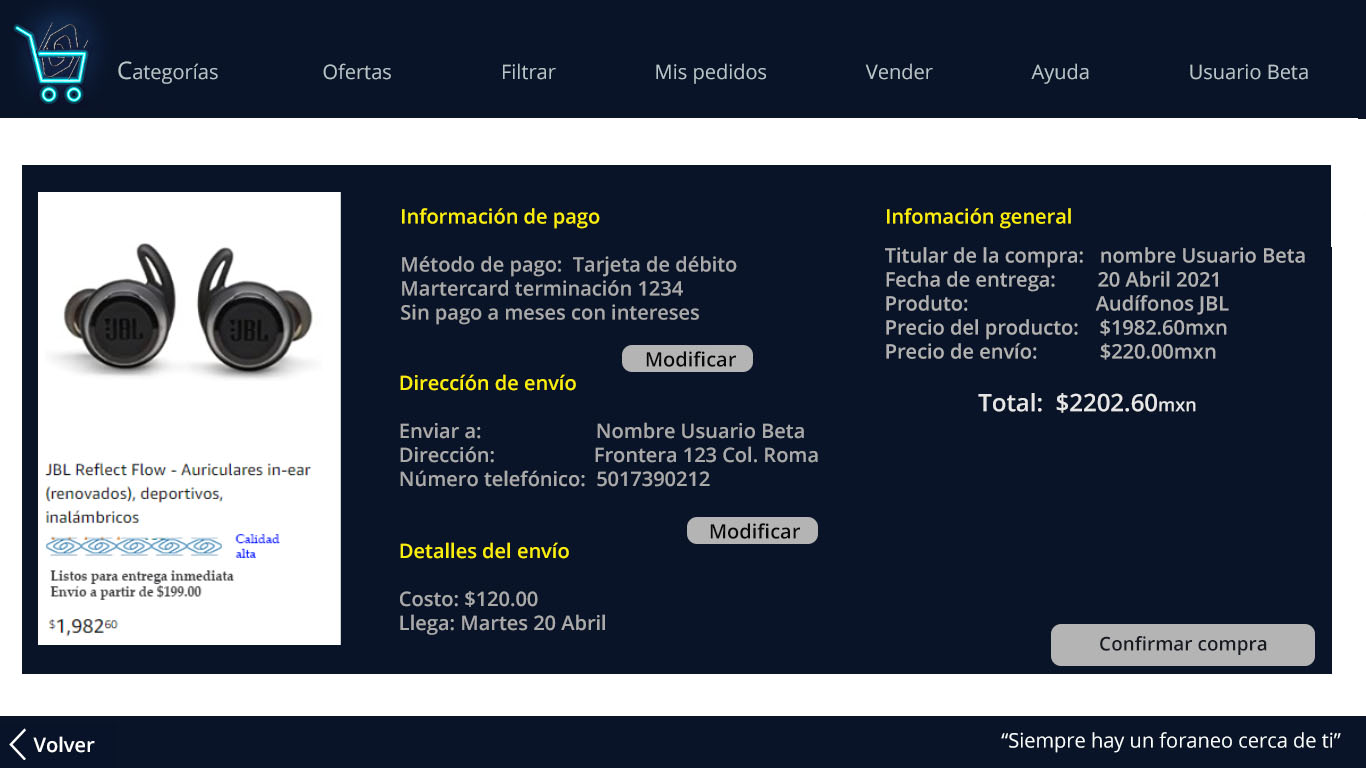 Categorías Ofertas Filtrar Mis pedidos Vender Ayuda Usuario Beta
JBL JBL
JBL Reflect Flow - Auriculares in-ear
(renovados), deportivos,
inalámbricos
Calidad
alta
Listos para entrega inmediata
Envío a partir de $199.00
$1,98260
Información de pago
Método de pago: Tarjeta de débito
Martercard terminación 1234
Sin pago a meses con intereses
Modificar
Direccíón de envío
Enviar a: Nombre Usuario Beta
Dirección: Frontera 123 Col. Roma
Número telefónico: 5017390212
Modificar
Detalles del envío
Costo: $120.00
Llega: Martes 20 Abril
Infomación general
Titular de la compra: nombre Usuario Beta
Fecha de entrega: 20 Abril 2021
Produto: Audífonos JBL
Precio del producto: $1982.60mxn
Precio de envío: $220.00mxn
Total: $2202.60mxn
Confirmar compra
Volver
“Siempre hay un foraneo cerca de ti”